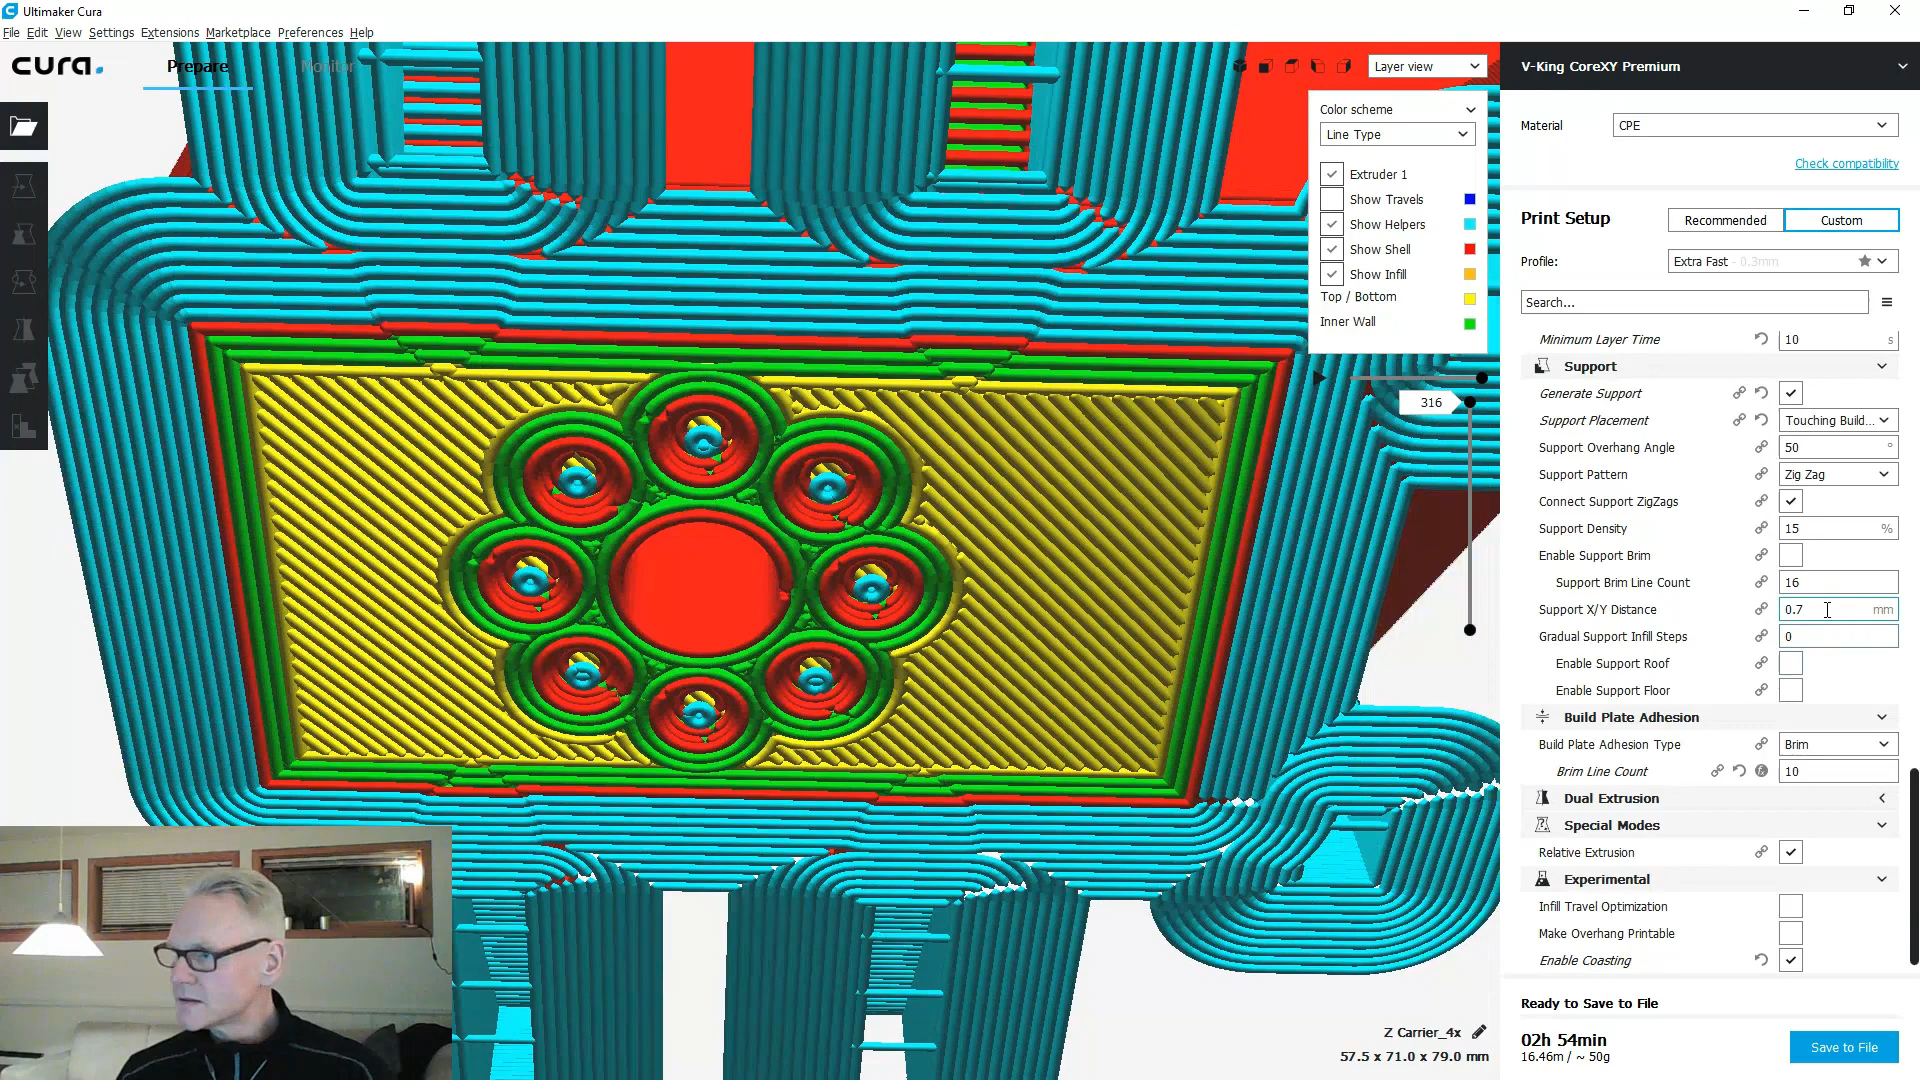 Ultimaker Cura
File Edit View Settings Extensions Marketplace Preferences Help
cura.
Prepare
Monitor
Layer view
Color scheme
Line Type
Extruder 1
Show Travels
Show Helpers
Show Shell
Show Infill
Top / Bottom
Inner Wall
316
Z Carrier_4x
57.5 x 71.0 x 79.0 mm
V-King CoreXY Premium
Material CPE
Check compatibility
Print Setup Recommended Custom
Profile: Extra Fast - 0.3mm
Search...
Minimum Layer Time 10 s
Support
Generate Support
Support Placement Touching Build...
Support Overhang Angle 50 °
Support Pattern Zig Zag
Connect Support ZigZags
Support Density 15 %
Enable Support Brim
Support Brim Line Count 16
Support X/Y Distance 0.7 mm
Gradual Support Infill Steps 0
Enable Support Roof
Enable Support Floor
Build Plate Adhesion
Build Plate Adhesion Type Brim
Brim Line Count 10
Dual Extrusion
Special Modes
Relative Extrusion
Experimental
Infill Travel Optimization
Make Overhang Printable
Enable Coasting
Ready to Save to File
02h 54min
16.46m / ~ 50g
Save to File